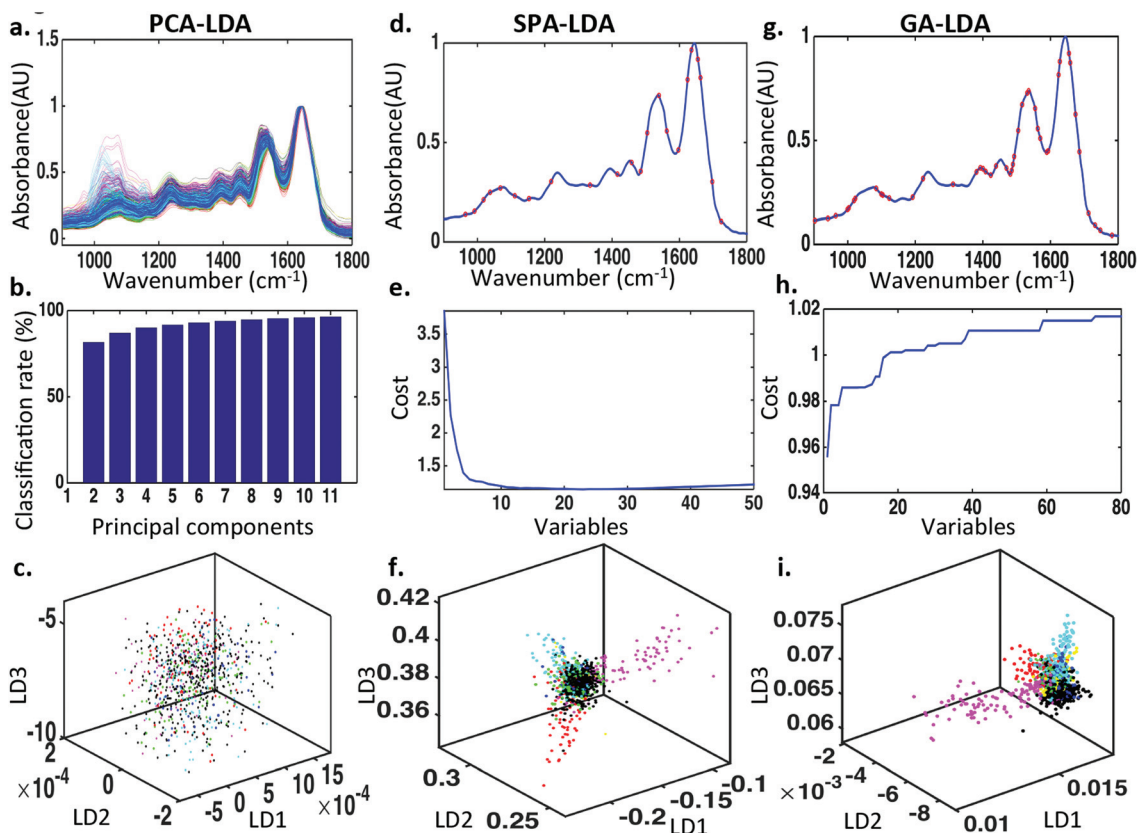 PCA-LDA
SPA-LDA
GA-LDA
a.
1.5
1
0.5
0
Absorbance(AU)
1000 1200 1400 1600 1800
Wavenumber (cm⁻¹)
d.
1
0.5
0
Absorbance(AU)
1000 1200 1400 1600 1800
Wavenumber (cm⁻¹)
g.
1
0.5
0
Absorbance(AU)
1000 1200 1400 1600 1800
Wavenumber (cm⁻¹)
b.
100
50
0
Classification rate (%)
1 2 3 4 5 6 7 8 9 10 11
Principal components
e.
3.5
3
2.5
2
1.5
Cost
10 20 30 40 50
Variables
h.
1.02
1
0.98
0.96
0.94
Cost
0 20 40 60 80
Variables
c.
-5
-10
LD3
2
0
-2
×10⁻⁴
LD2
-5 0 5 10 15
×10⁻⁴
LD1
f.
0.42
0.4
0.38
0.36
LD3
0.3
0.25
LD2
-0.2
-0.15
-0.1
LD1
i.
0.075
0.07
0.065
0.06
LD3
-2
-4
-6
-8
×10⁻³
LD2
0.01
0.015
LD1